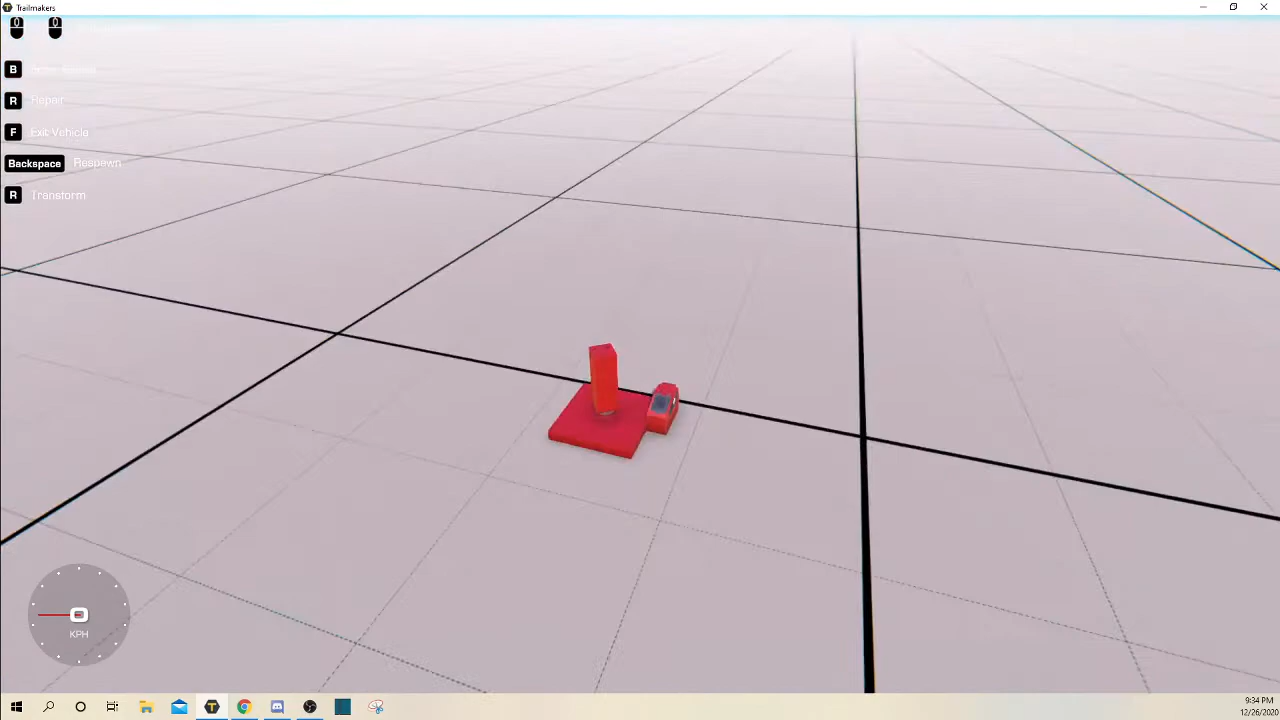 Trailmakers
B
R Repair
F Exit Vehicle
Backspace Respawn
R Transform
0
KPH
9:34 PM
12/26/2020